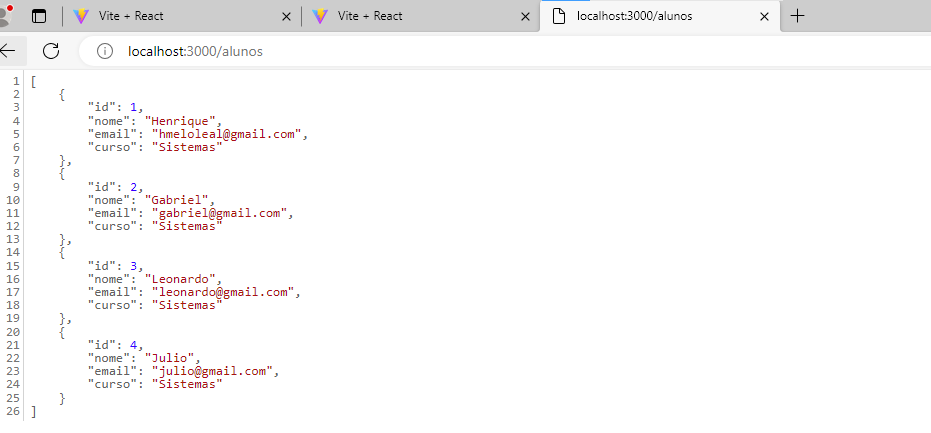 Vite + React
Vite + React
localhost:3000/alunos
localhost:3000/alunos
1 [
2 {
3 "id": 1,
4 "nome": "Henrique",
5 "email": "hmeloleal@gmail.com",
6 "curso": "Sistemas"
7 },
8 {
9 "id": 2,
10 "nome": "Gabriel",
11 "email": "gabriel@gmail.com",
12 "curso": "Sistemas"
13 },
14 {
15 "id": 3,
16 "nome": "Leonardo",
17 "email": "leonardo@gmail.com",
18 "curso": "Sistemas"
19 },
20 {
21 "id": 4,
22 "nome": "Julio",
23 "email": "julio@gmail.com",
24 "curso": "Sistemas"
25 }
26 ]